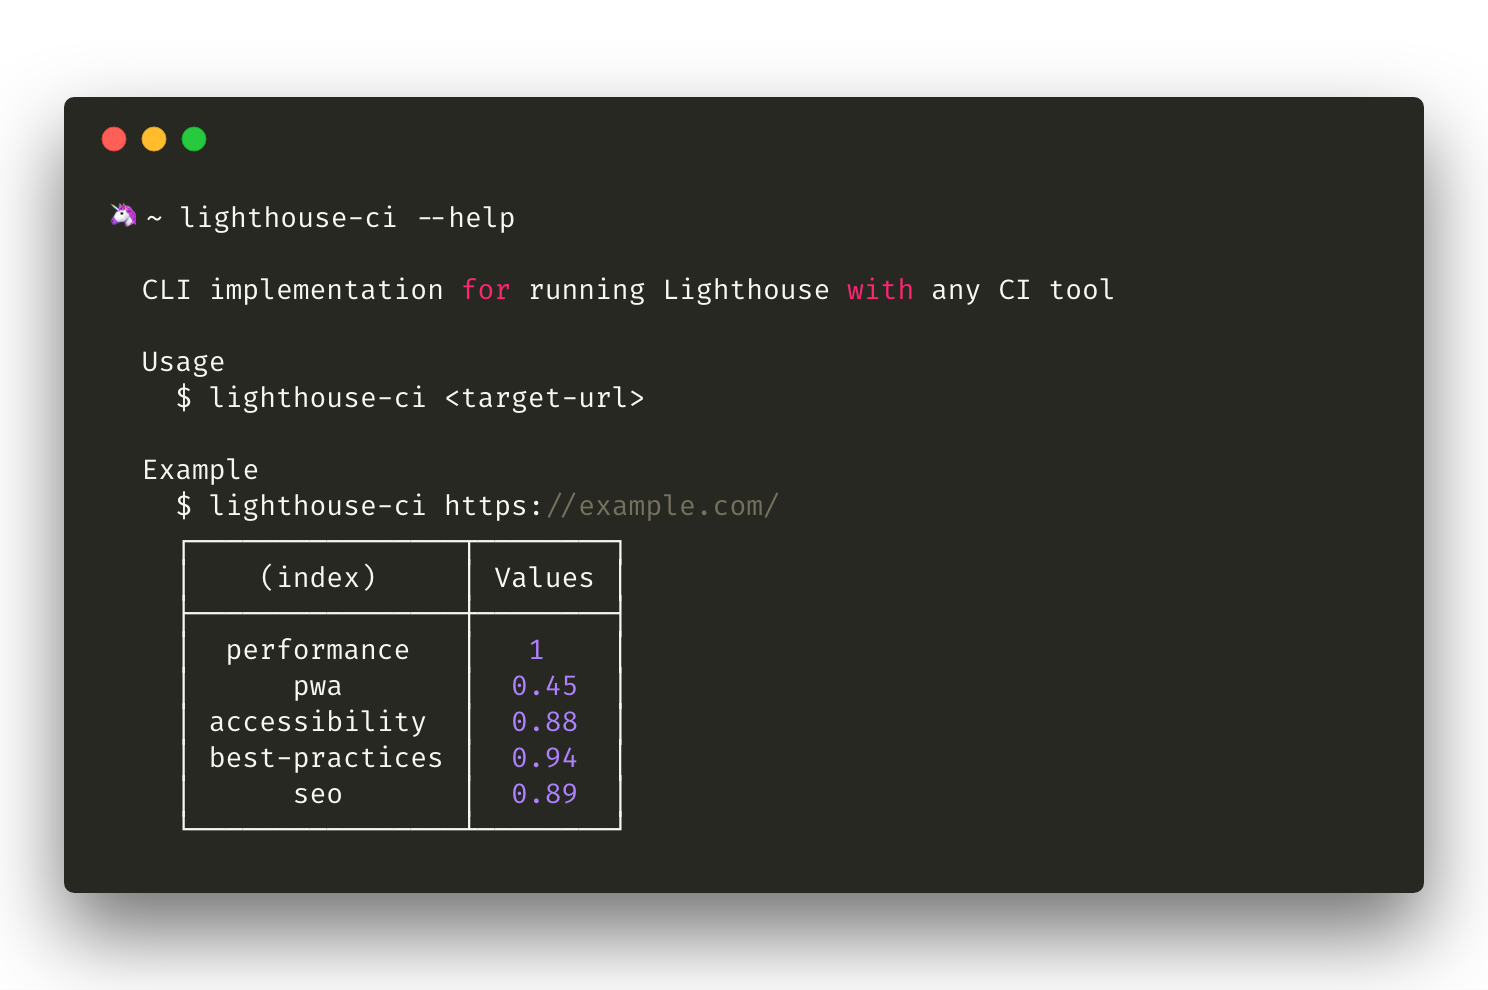 🦄 ~ lighthouse-ci --help
CLI implementation for running Lighthouse with any CI tool
Usage
$ lighthouse-ci <target-url>
Example
$ lighthouse-ci https://example.com/
(index) Values
performance 1
pwa 0.45
accessibility 0.88
best-practices 0.94
seo 0.89